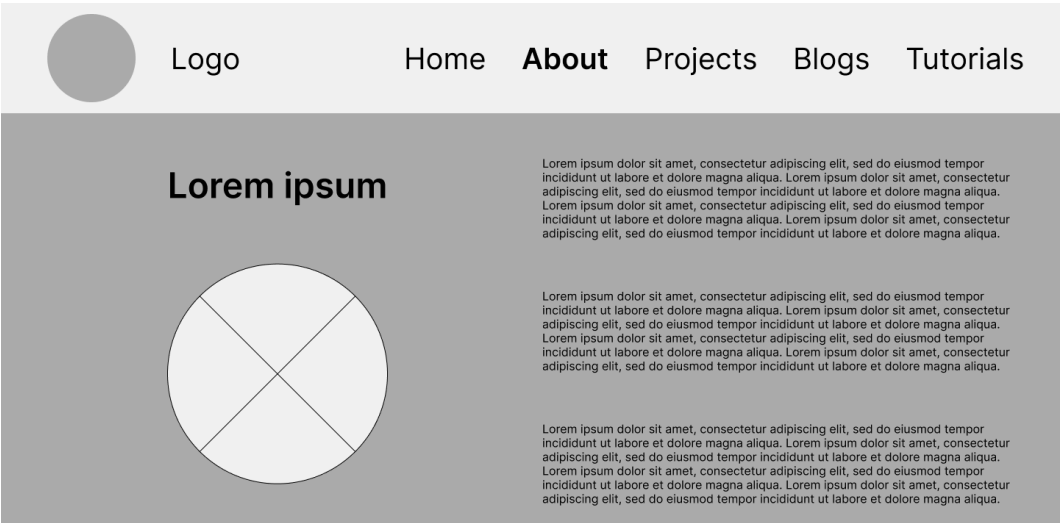 Logo
Home About Projects Blogs Tutorials
Lorem ipsum
Lorem ipsum dolor sit amet, consectetur adipiscing elit, sed do eiusmod tempor
incididunt ut labore et dolore magna aliqua. Lorem ipsum dolor sit amet, consectetur
adipiscing elit, sed do eiusmod tempor incididunt ut labore et dolore magna aliqua.
Lorem ipsum dolor sit amet, consectetur adipiscing elit, sed do eiusmod tempor
incididunt ut labore et dolore magna aliqua. Lorem ipsum dolor sit amet, consectetur
adipiscing elit, sed do eiusmod tempor incididunt ut labore et dolore magna aliqua.
Lorem ipsum dolor sit amet, consectetur adipiscing elit, sed do eiusmod tempor
incididunt ut labore et dolore magna aliqua. Lorem ipsum dolor sit amet, consectetur
adipiscing elit, sed do eiusmod tempor incididunt ut labore et dolore magna aliqua.
Lorem ipsum dolor sit amet, consectetur adipiscing elit, sed do eiusmod tempor
incididunt ut labore et dolore magna aliqua. Lorem ipsum dolor sit amet, consectetur
adipiscing elit, sed do eiusmod tempor incididunt ut labore et dolore magna aliqua.
Lorem ipsum dolor sit amet, consectetur adipiscing elit, sed do eiusmod tempor
incididunt ut labore et dolore magna aliqua. Lorem ipsum dolor sit amet, consectetur
adipiscing elit, sed do eiusmod tempor incididunt ut labore et dolore magna aliqua.
Lorem ipsum dolor sit amet, consectetur adipiscing elit, sed do eiusmod tempor
incididunt ut labore et dolore magna aliqua. Lorem ipsum dolor sit amet, consectetur
adipiscing elit, sed do eiusmod tempor incididunt ut labore et dolore magna aliqua.